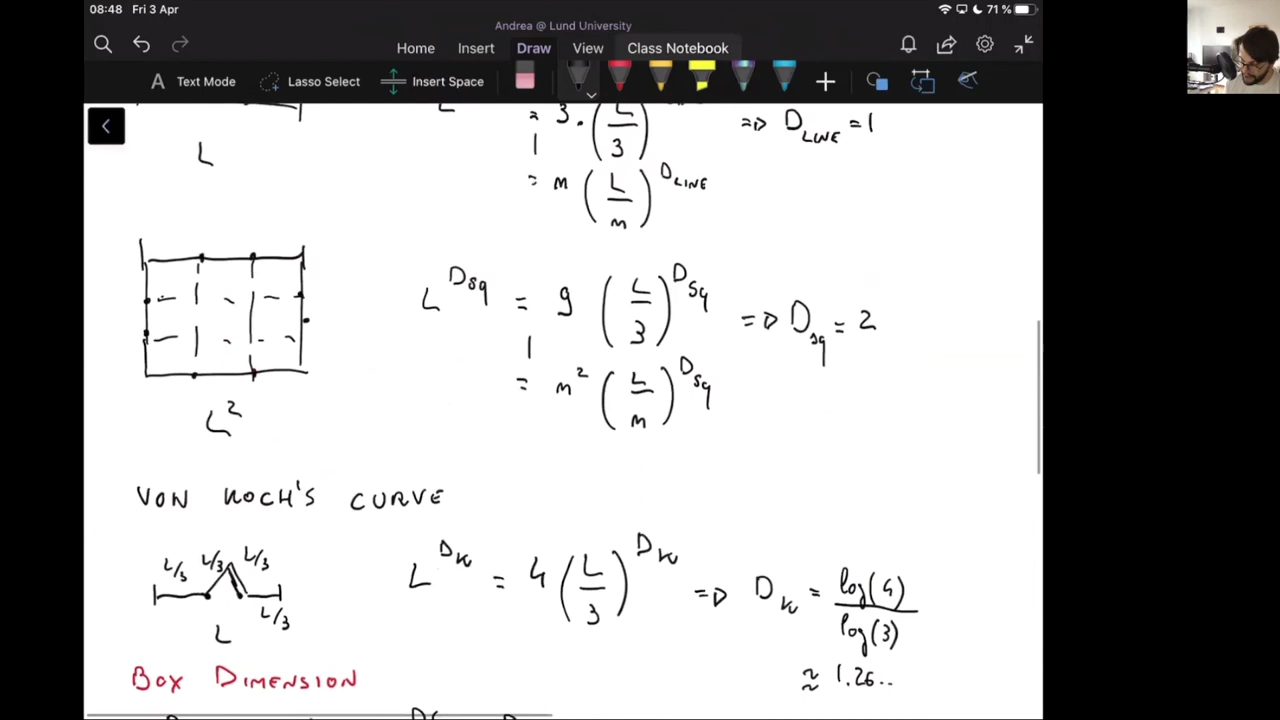 08:48 Fri 3 Apr
71 %
Andrea @ Lund University
Home Insert Draw View Class Notebook
Text Mode Lasso Select Insert Space
= 3 · (L/3) => D_LINE = 1
L
= m (L/m)^D_LINE
L^D_sq = 9 (L/3)^D_sq => D_sq = 2
= m^2 (L/m)^D_sq
L^2
VON KOCH'S CURVE
L/3 L/3 L/3
L/3
L
L^D_K = 4 (L/3)^D_K => D_K = log(4)/log(3)
≈ 1.26..
BOX DIMENSION